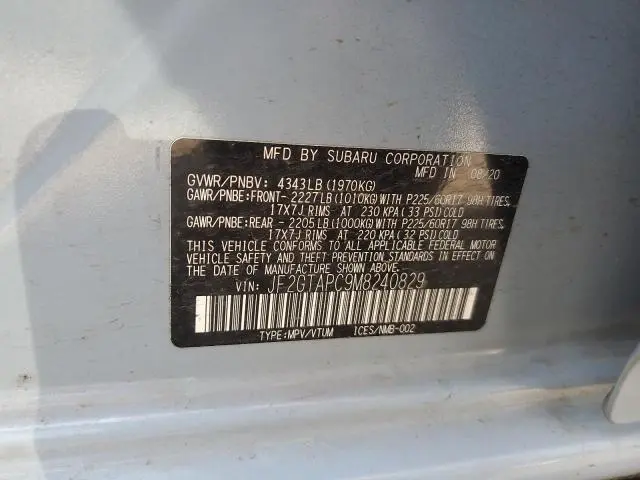 MFD BY SUBARU CORPORATION
MFD IN 08/20
GVWR/PNBV: 4343LB(1970KG)
GAWR/PNBE:FRONT- 2227LB(1010KG)WITH P225/60R17 98H TIRES,
17X7J RIMS AT 230 KPA(33 PSI)COLD
GAWR/PNBE:REAR - 2205LB(1000KG)WITH P225/60R17 98H TIRES,
17X7J RIMS AT 220 KPA(32 PSI)COLD
THIS VEHICLE CONFORMS TO ALL APPLICABLE FEDERAL MOTOR
VEHICLE SAFETY AND THEFT PREVENTION STANDARDS IN EFFECT ON
THE DATE OF MANUFACTURE SHOWN ABOVE.
VIN: JF2GTAPC9M8240829
TYPE:MPV/VTUM ICES/NMB-002